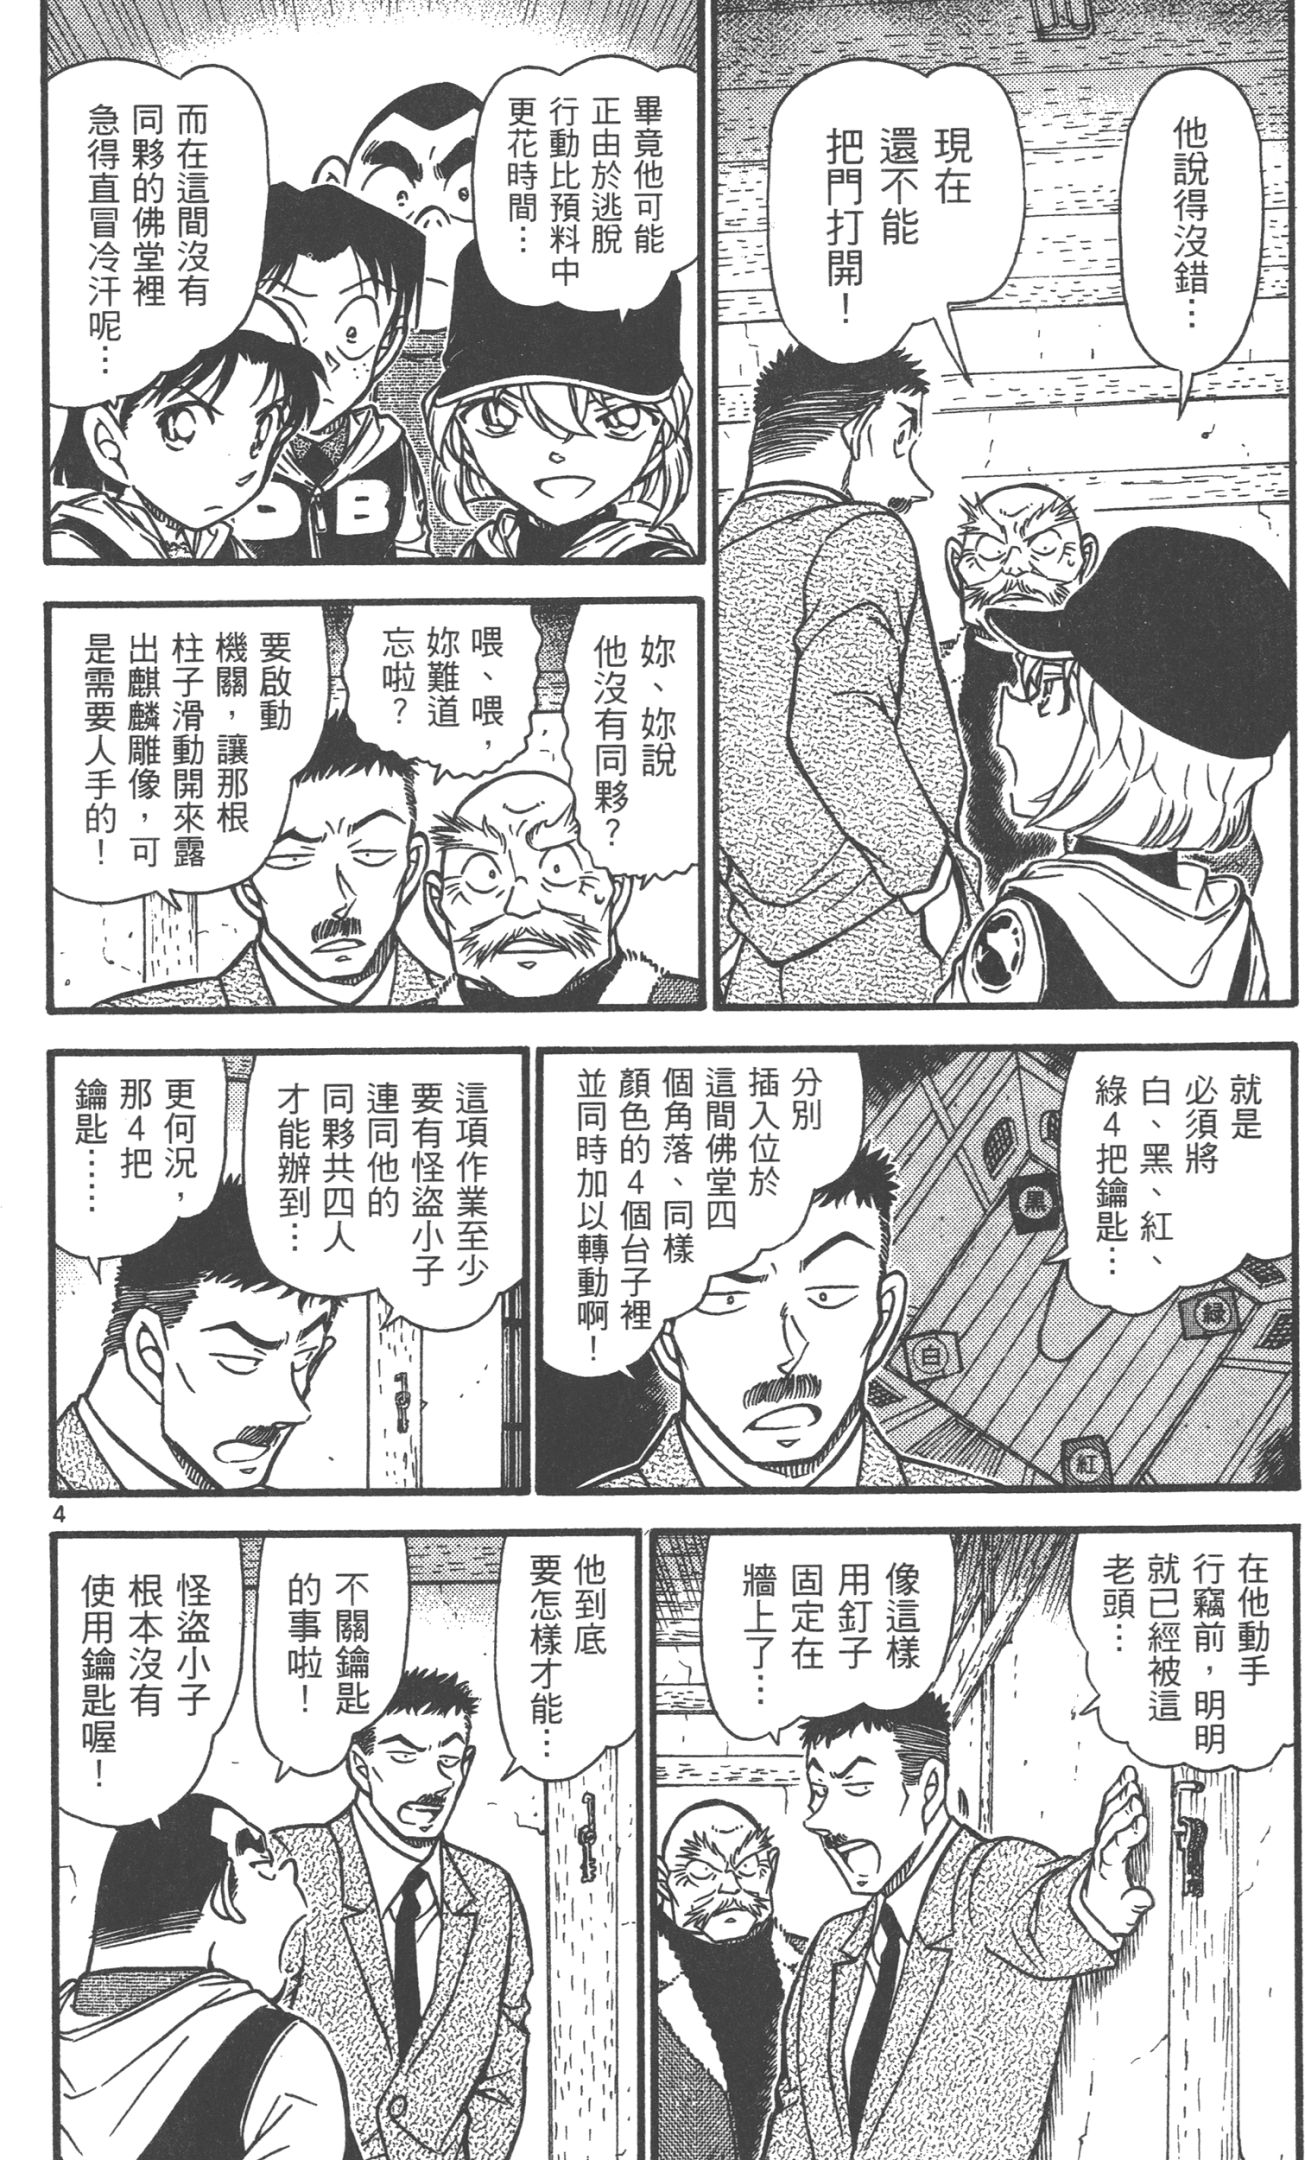 他說得沒錯…
現在
還不能
把門打開！
畢竟他可能
正由於逃脫
行動比預料中
更花時間…
而在這間沒有
同夥的佛堂裡
急得直冒冷汗呢…
BB
妳、妳說
他沒有同夥？
喂、喂，
妳難道
忘啦？
要啟動
機關，讓那根
柱子滑動開來露
出麒麟雕像，可
是需要人手的！
就是
必須將
白、黑、紅、
綠4把鑰匙…
黑
綠
白
紅
分別
插入位於
這間佛堂四
個角落、同樣
顏色的4個台子裡
並同時加以轉動啊！
這項作業至少
要有怪盜小子
連同他的
同夥共四人
才能辦到…
更何況，
那4把
鑰匙……
4
在他動手
行竊前，明明
就已經被這
老頭…
像這樣
用釘子
固定在
牆上了…
他到底
要怎樣才能…
不關鑰匙
的事啦！
怪盜小子
根本沒有
使用鑰匙喔！